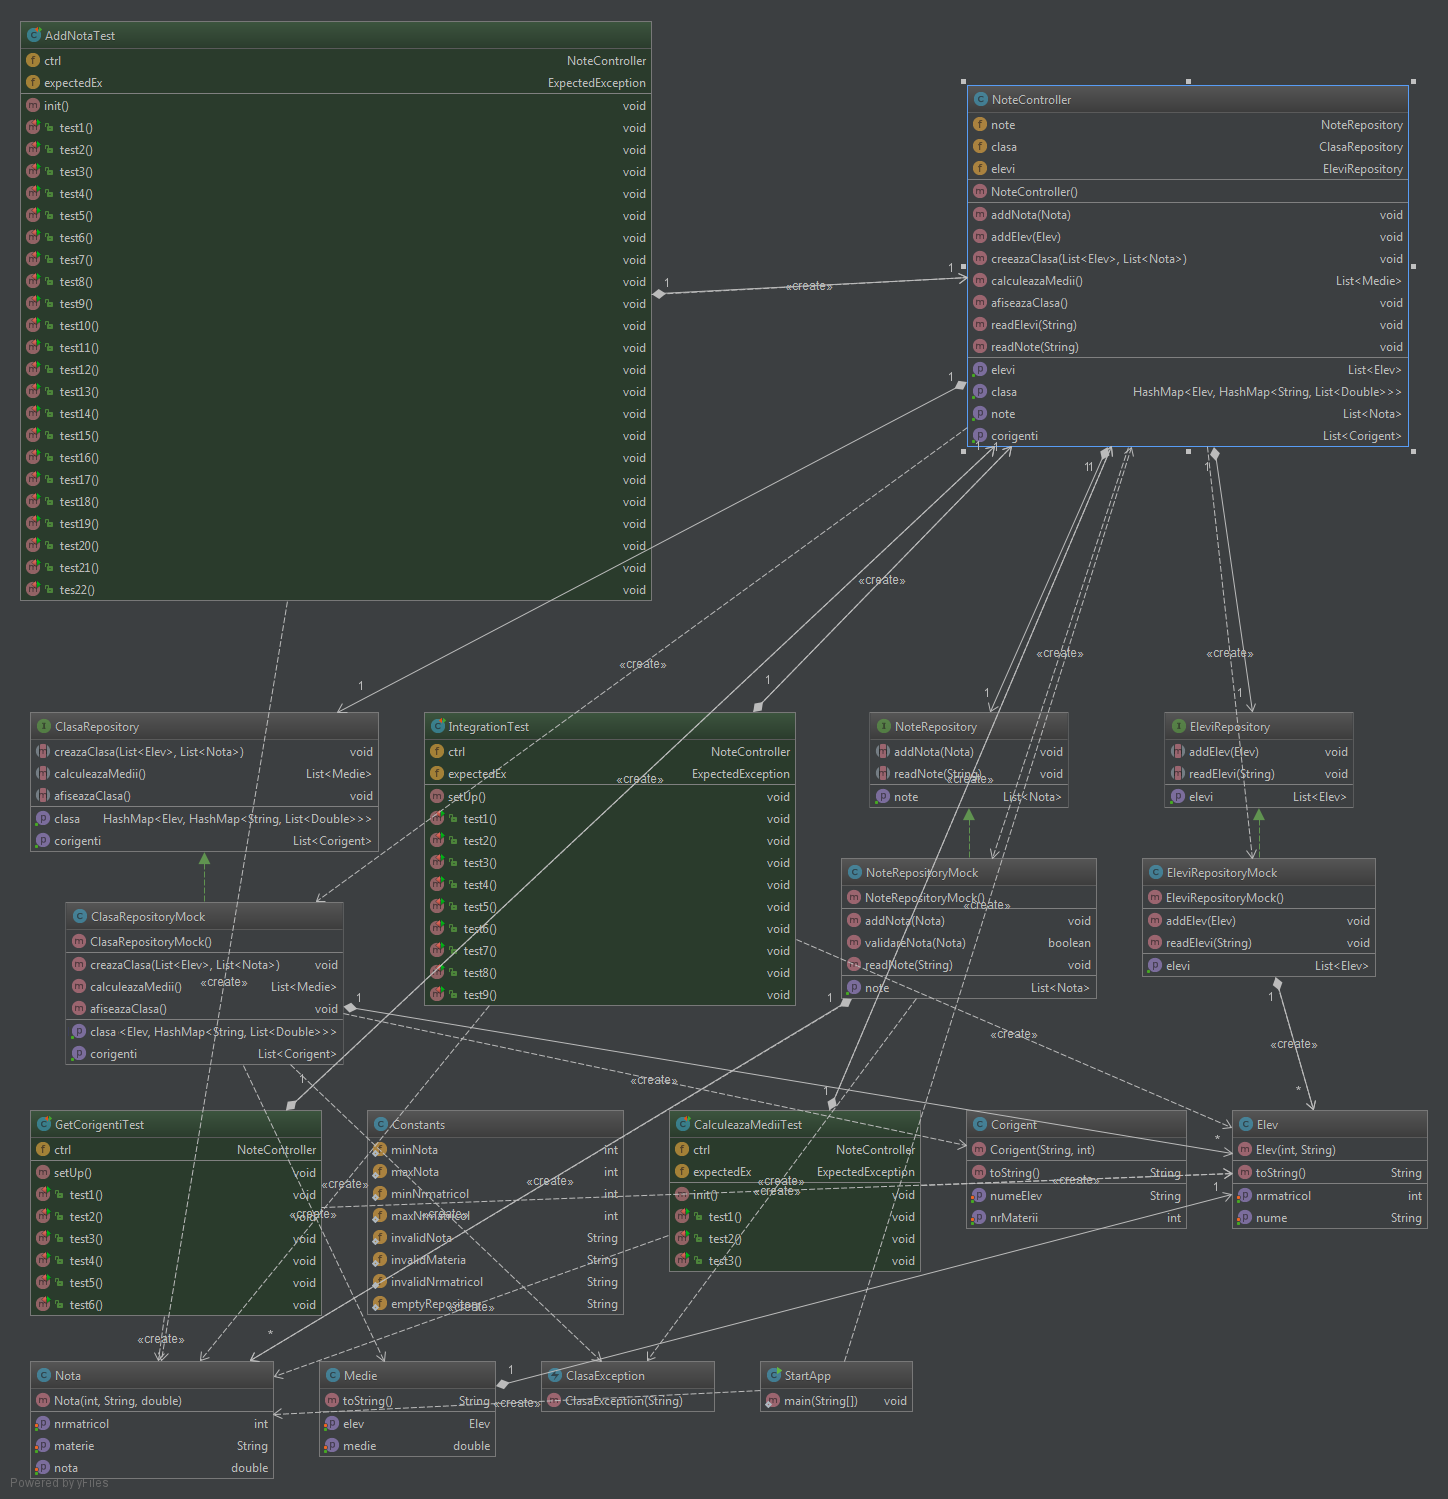 AddNotaTest
ctrl NoteController
expectedEx ExpectedException
init() void
test1() void
test2() void
test3() void
test4() void
test5() void
test6() void
test7() void
test8() void
test9() void
test10() void
test11() void
test12() void
test13() void
test14() void
test15() void
test16() void
test17() void
test18() void
test19() void
test20() void
test21() void
tes22() void
NoteController
note NoteRepository
clasa ClasaRepository
elevi EleviRepository
NoteController()
addNota(Nota) void
addElev(Elev) void
creeazaClasa(List<Elev>, List<Nota>) void
calculeazaMedii() List<Medie>
afiseazaClasa() void
readElevi(String) void
readNote(String) void
elevi List<Elev>
clasa HashMap<Elev, HashMap<String, List<Double>>>
note List<Nota>
corigenti List<Corigent>
1
«create»
1
1
1
1
1
1
1
«create»
«create»
«create»
«create»
1
1
1
1
ClasaRepository
creazaClasa(List<Elev>, List<Nota>) void
calculeazaMedii() List<Medie>
afiseazaClasa() void
clasa HashMap<Elev, HashMap<String, List<Double>>>
corigenti List<Corigent>
IntegrationTest
ctrl NoteController
expectedEx ExpectedException
setUp() void
test1() void
test2() void
test3() void
test4() void
test5() void
test6() void
test7() void
test8() void
test9() void
«create»
NoteRepository
addNota(Nota) void
readNote(String) void
note List<Nota>
«create»
EleviRepository
addElev(Elev) void
readElevi(String) void
elevi List<Elev>
ClasaRepositoryMock
ClasaRepositoryMock()
creazaClasa(List<Elev>, List<Nota>) void
calculeazaMedii() List<Medie>
afiseazaClasa() void
clasa <Elev, HashMap<String, List<Double>>>
corigenti List<Corigent>
«create»
NoteRepositoryMock
NoteRepositoryMock()
addNota(Nota) void
validareNota(Nota) boolean
readNote(String) void
note List<Nota>
«create»
EleviRepositoryMock
EleviRepositoryMock()
addElev(Elev) void
readElevi(String) void
elevi List<Elev>
1
1
1
«create»
«create»
«create»
1
1
*
*
GetCorigentiTest
ctrl NoteController
setUp() void
test1() void
test2() void
test3() void
test4() void
test5() void
test6() void
Constants
minNota int
maxNota int
minNrmatricol int
maxNrmatricol int
invalidNota String
invalidMateria String
invalidNrmatricol String
emptyRepository String
«create»
«create»
«create»
«create»
«create»
CalculeazaMediiTest
ctrl NoteController
expectedEx ExpectedException
init() void
test1() void
test2() void
test3() void
«create»
«create»
Corigent
Corigent(String, int)
toString() String
numeElev String
nrMaterii int
«create»
Elev
Elev(int, String)
toString() String
nrmatricol int
nume String
1
«create»
*
1
Nota
Nota(int, String, double)
nrmatricol int
materie String
nota double
Medie
toString() String
elev Elev
medie double
«create»
ClasaException
ClasaException(String)
StartApp
main(String[]) void
Powered by yFiles